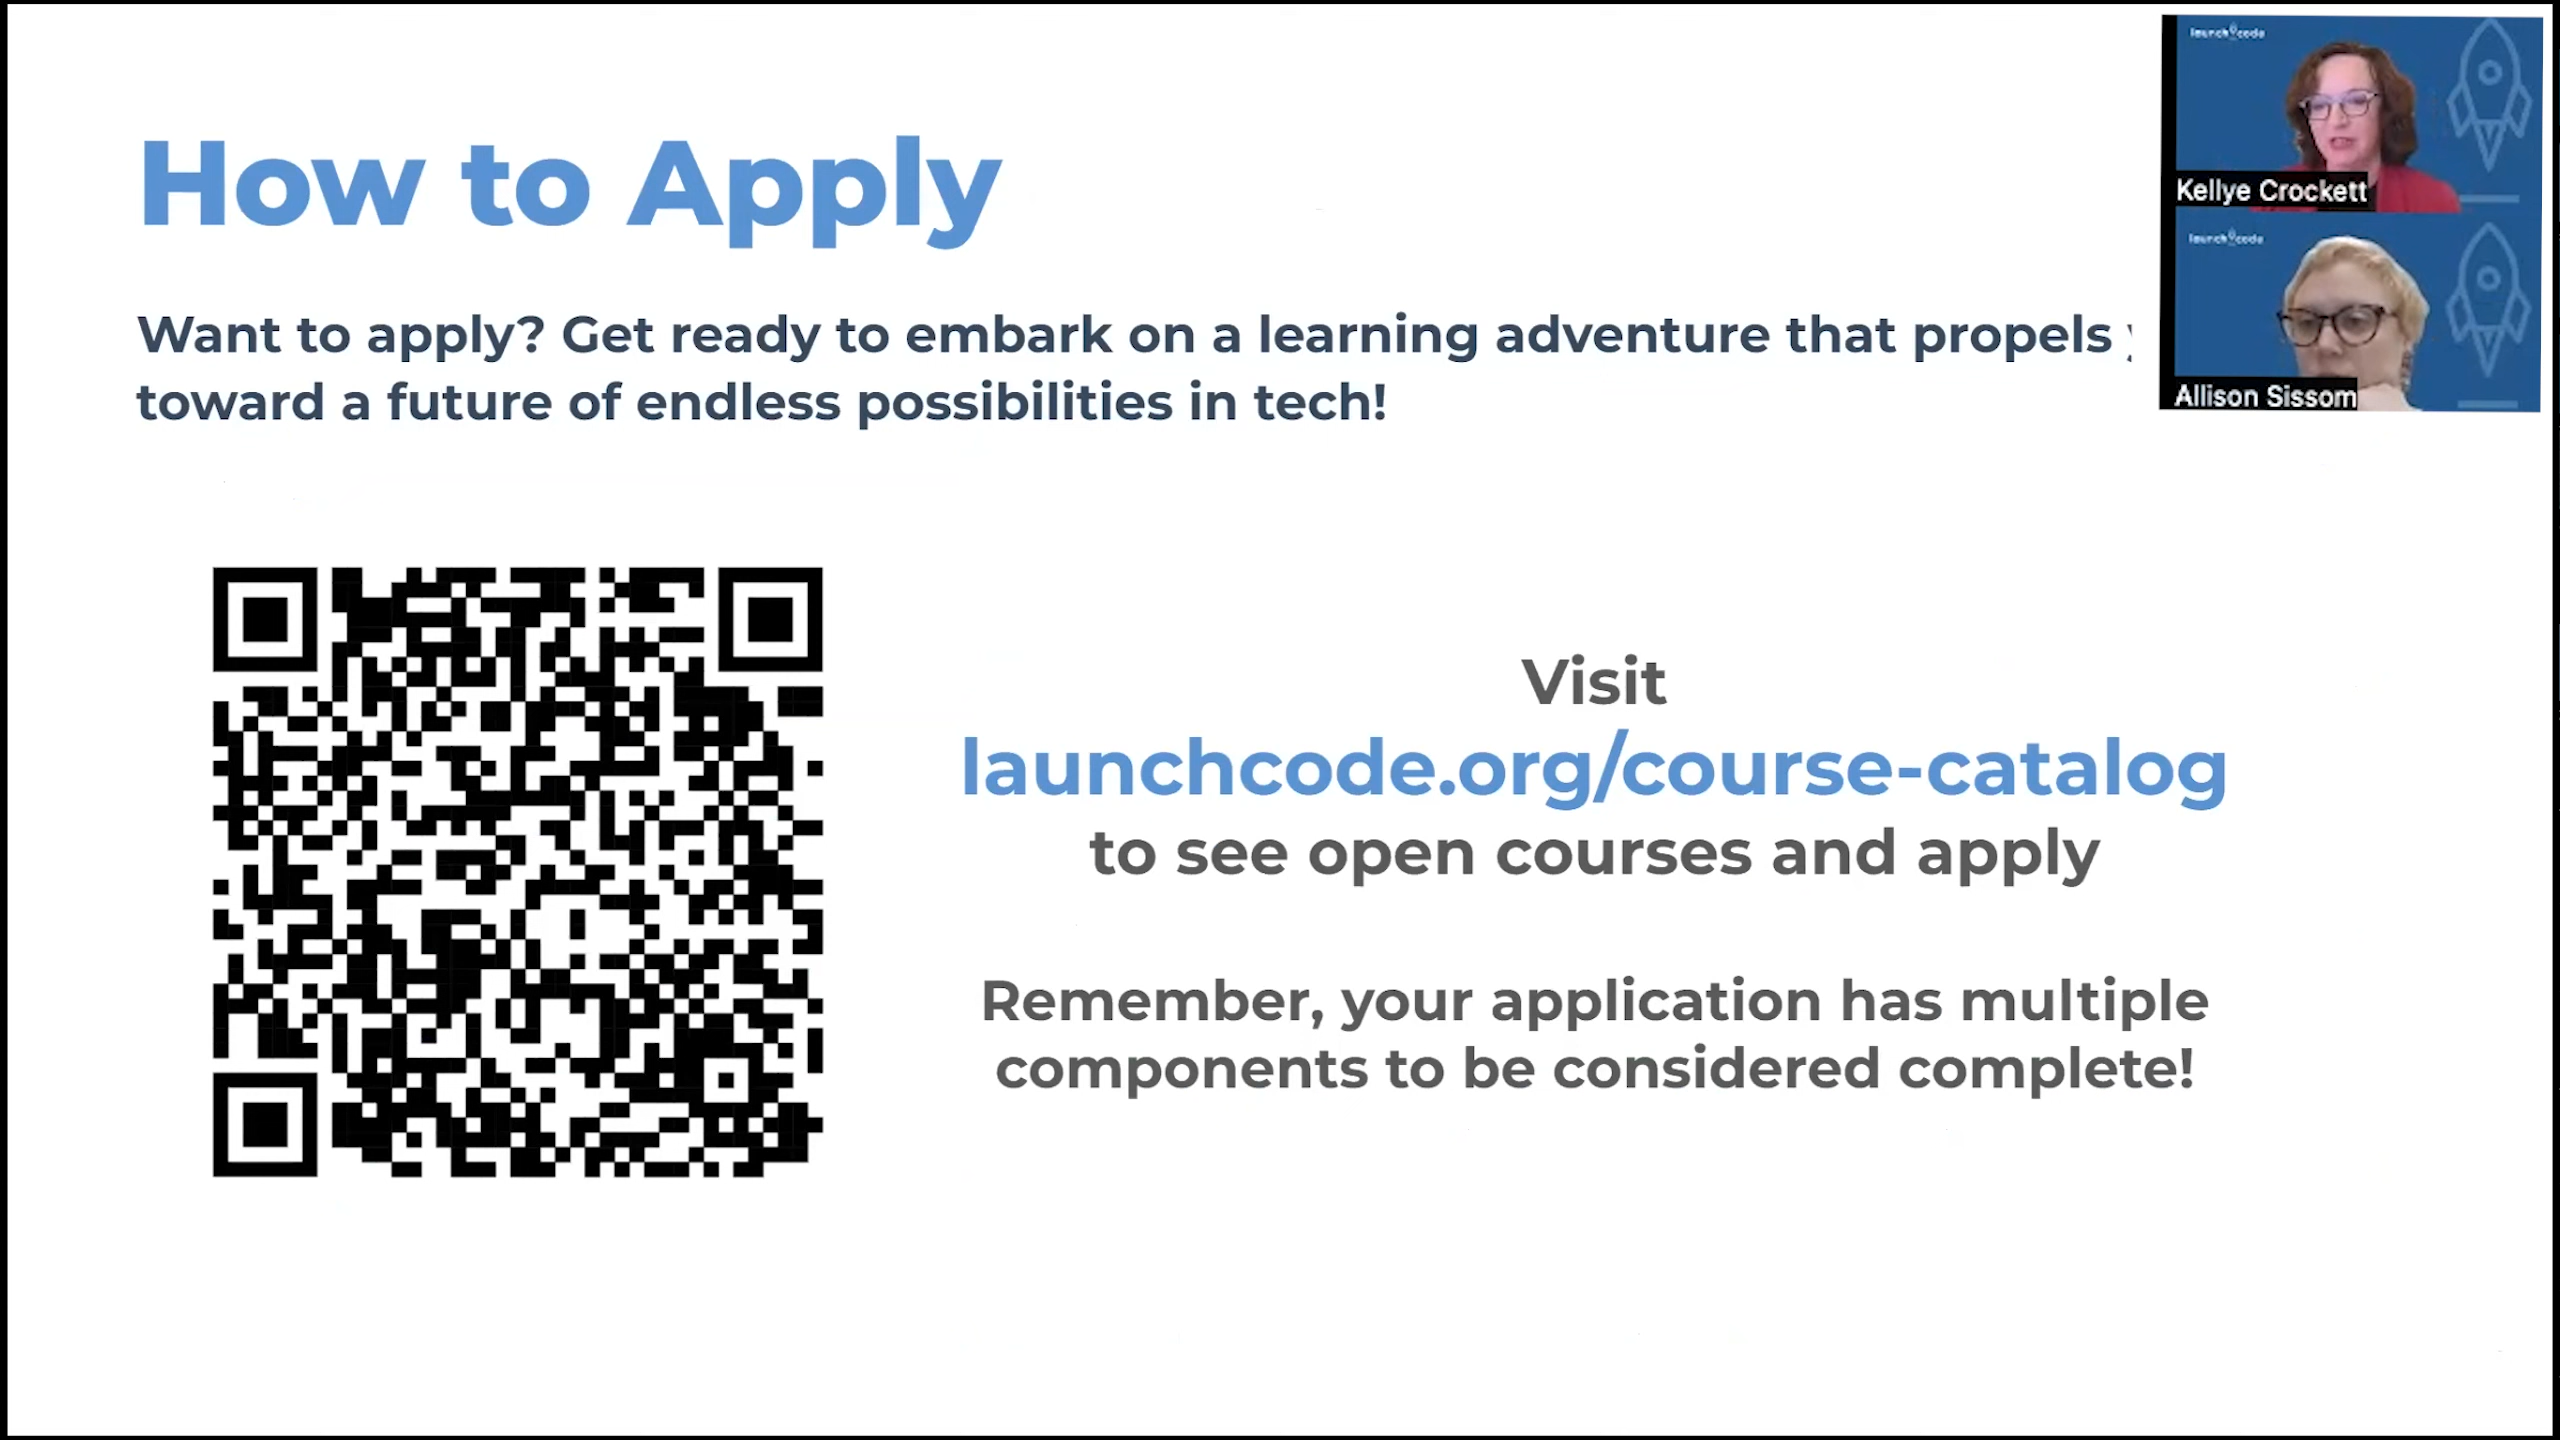 How to Apply
Want to apply? Get ready to embark on a learning adventure that propels
toward a future of endless possibilities in tech!
Visit
launchcode.org/course-catalog
to see open courses and apply
Remember, your application has multiple
components to be considered complete!
launchcode
Kellye Crockett
launchcode
Allison Sissom